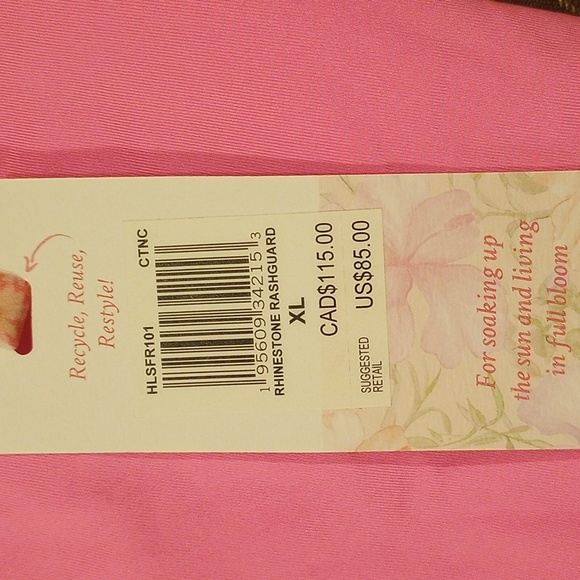 Recycle, Reuse,
Restyle!
HLSFR101 CTNC
1 95609 34215 3
RHINESTONE RASHGUARD
XL
CAD$115.00
SUGGESTED
RETAIL
US$85.00
For soaking up
the sun and living
in full bloom